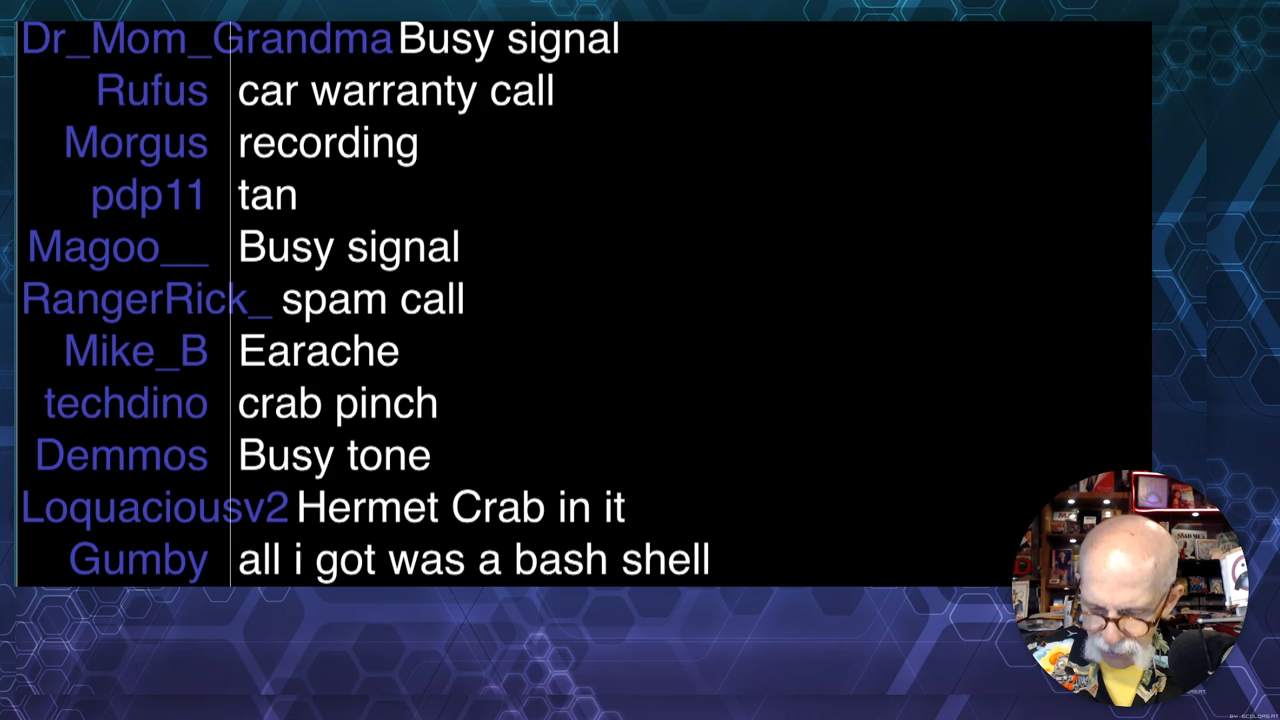 Dr_Mom_Grandma Busy signal
Rufus car warranty call
Morgus recording
pdp11 tan
Magoo__ Busy signal
RangerRick_ spam call
Mike_B Earache
techdino crab pinch
Demmos Busy tone
Loquaciousv2 Hermet Crab in it
Gumby all i got was a bash shell